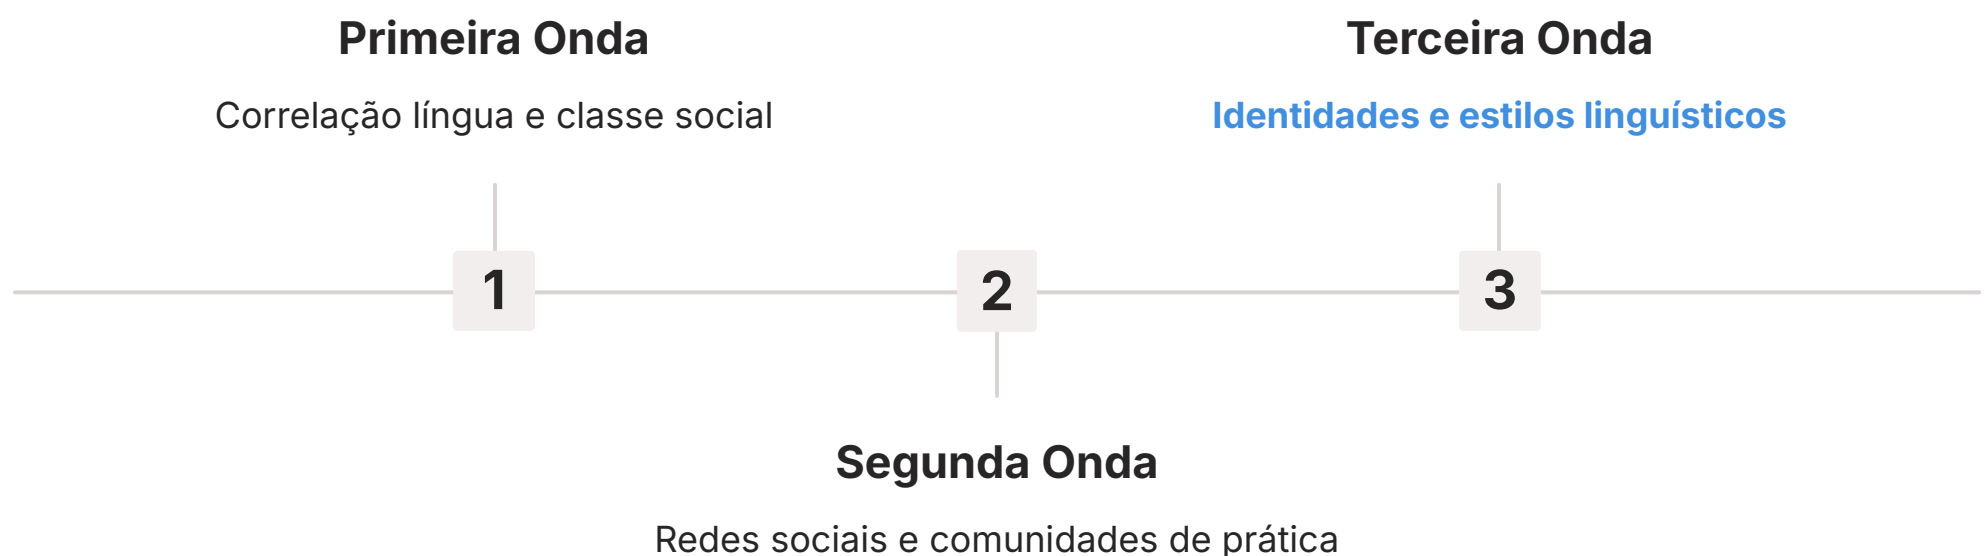 Primeira Onda
Correlação língua e classe social
Terceira Onda
Identidades e estilos linguísticos
1
2
3
Segunda Onda
Redes sociais e comunidades de prática